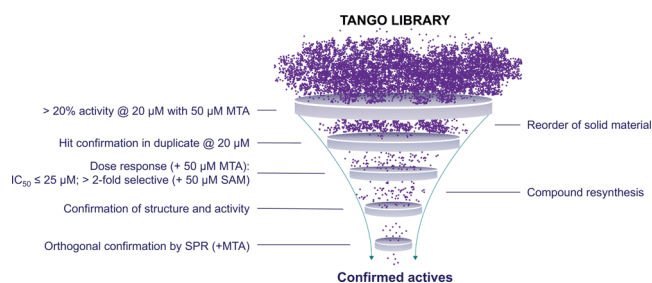 TANGO LIBRARY
> 20% activity @ 20 µM with 50 µM MTA
Reorder of solid material
Hit confirmation in duplicate @ 20 µM
Dose response (+ 50 µM MTA):
IC50 ≤ 25 µM; > 2-fold selective (+ 50 µM SAM)
Compound resynthesis
Confirmation of structure and activity
Orthogonal confirmation by SPR (+MTA)
Confirmed actives